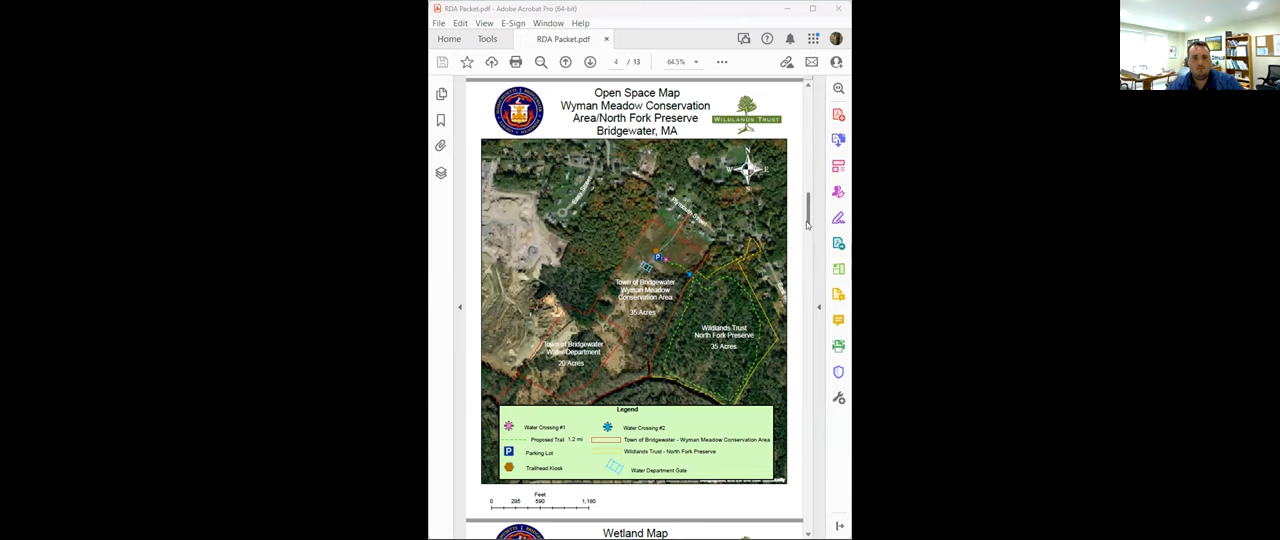 RDA Packet.pdf - Adobe Acrobat Pro (64-bit)
File Edit View E-Sign Window Help
Home Tools RDA Packet.pdf
4 / 13 64.5%
Open Space Map
Wyman Meadow Conservation
Area/North Fork Preserve
Bridgewater, MA
WILDLANDS TRUST
N
W E
S
Plymouth Street
P
Town of Bridgewater
Wyman Meadow
Conservation Area
35 Acres
Wildlands Trust
North Fork Preserve
35 Acres
Town of Bridgewater
Water Department
20 Acres
Legend
Water Crossing #1 Water Crossing #2
Proposed Trail 1.2 mi Town of Bridgewater - Wyman Meadow Conservation Area
P Parking Lot Wildlands Trust - North Fork Preserve
Trailhead Kiosk Water Department Gate
Feet
0 295 590 1,180
Wetland Map